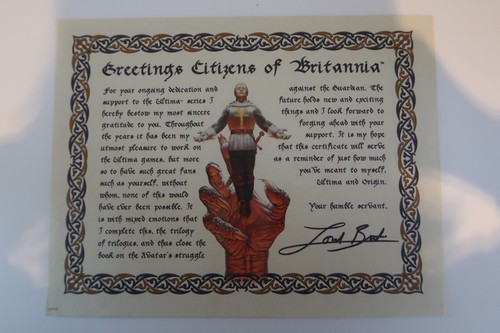 Greetings Citizens of Britannia™
For your ongoing dedication and
support to the Ultima™ series I
hereby bestow my most sincere
gratitude to you. Throughout
the years it has been my
utmost pleasure to work on
the Ultima games, but more
so to have such great fans
such as yourself, without
whom, none of this would
have ever been possible. It
is with mixed emotions that
I complete this, the trilogy
of trilogies, and thus close the
book on the Avatar's struggle
against the Guardian. The
future holds new and exciting
things and I look forward to
forging ahead with your
support. It is my hope
that this certificate will serve
as a reminder of just how much
you've meant to myself,
Ultima and Origin.
Your humble servant,
Lord British